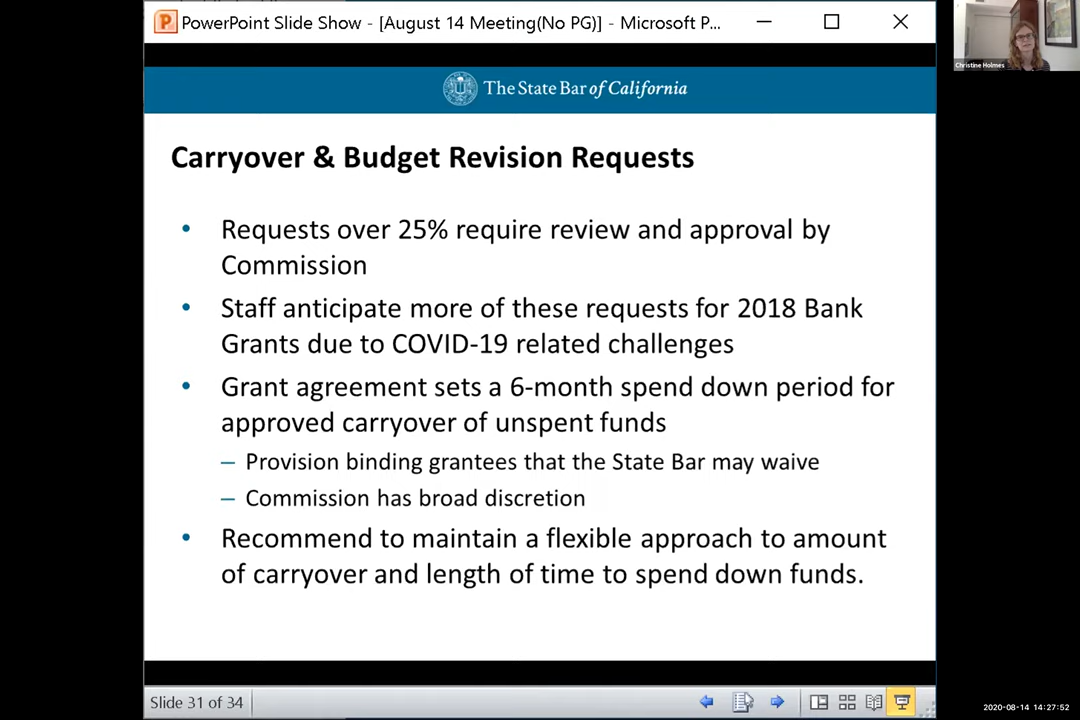 PowerPoint Slide Show - [August 14 Meeting(No PG)] - Microsoft P...
Christine Holmes
The State Bar of California
Carryover & Budget Revision Requests
• Requests over 25% require review and approval by
Commission
• Staff anticipate more of these requests for 2018 Bank
Grants due to COVID-19 related challenges
• Grant agreement sets a 6-month spend down period for
approved carryover of unspent funds
– Provision binding grantees that the State Bar may waive
– Commission has broad discretion
• Recommend to maintain a flexible approach to amount
of carryover and length of time to spend down funds.
Slide 31 of 34
2020-08-14 14:27:52